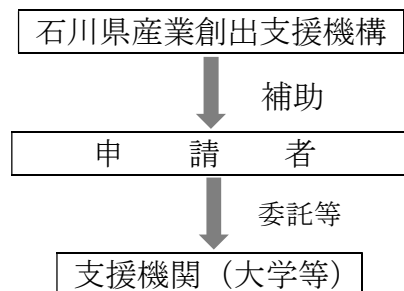 石川県産業創出支援機構
補助
申　請　者
委託等
支援機関（大学等）